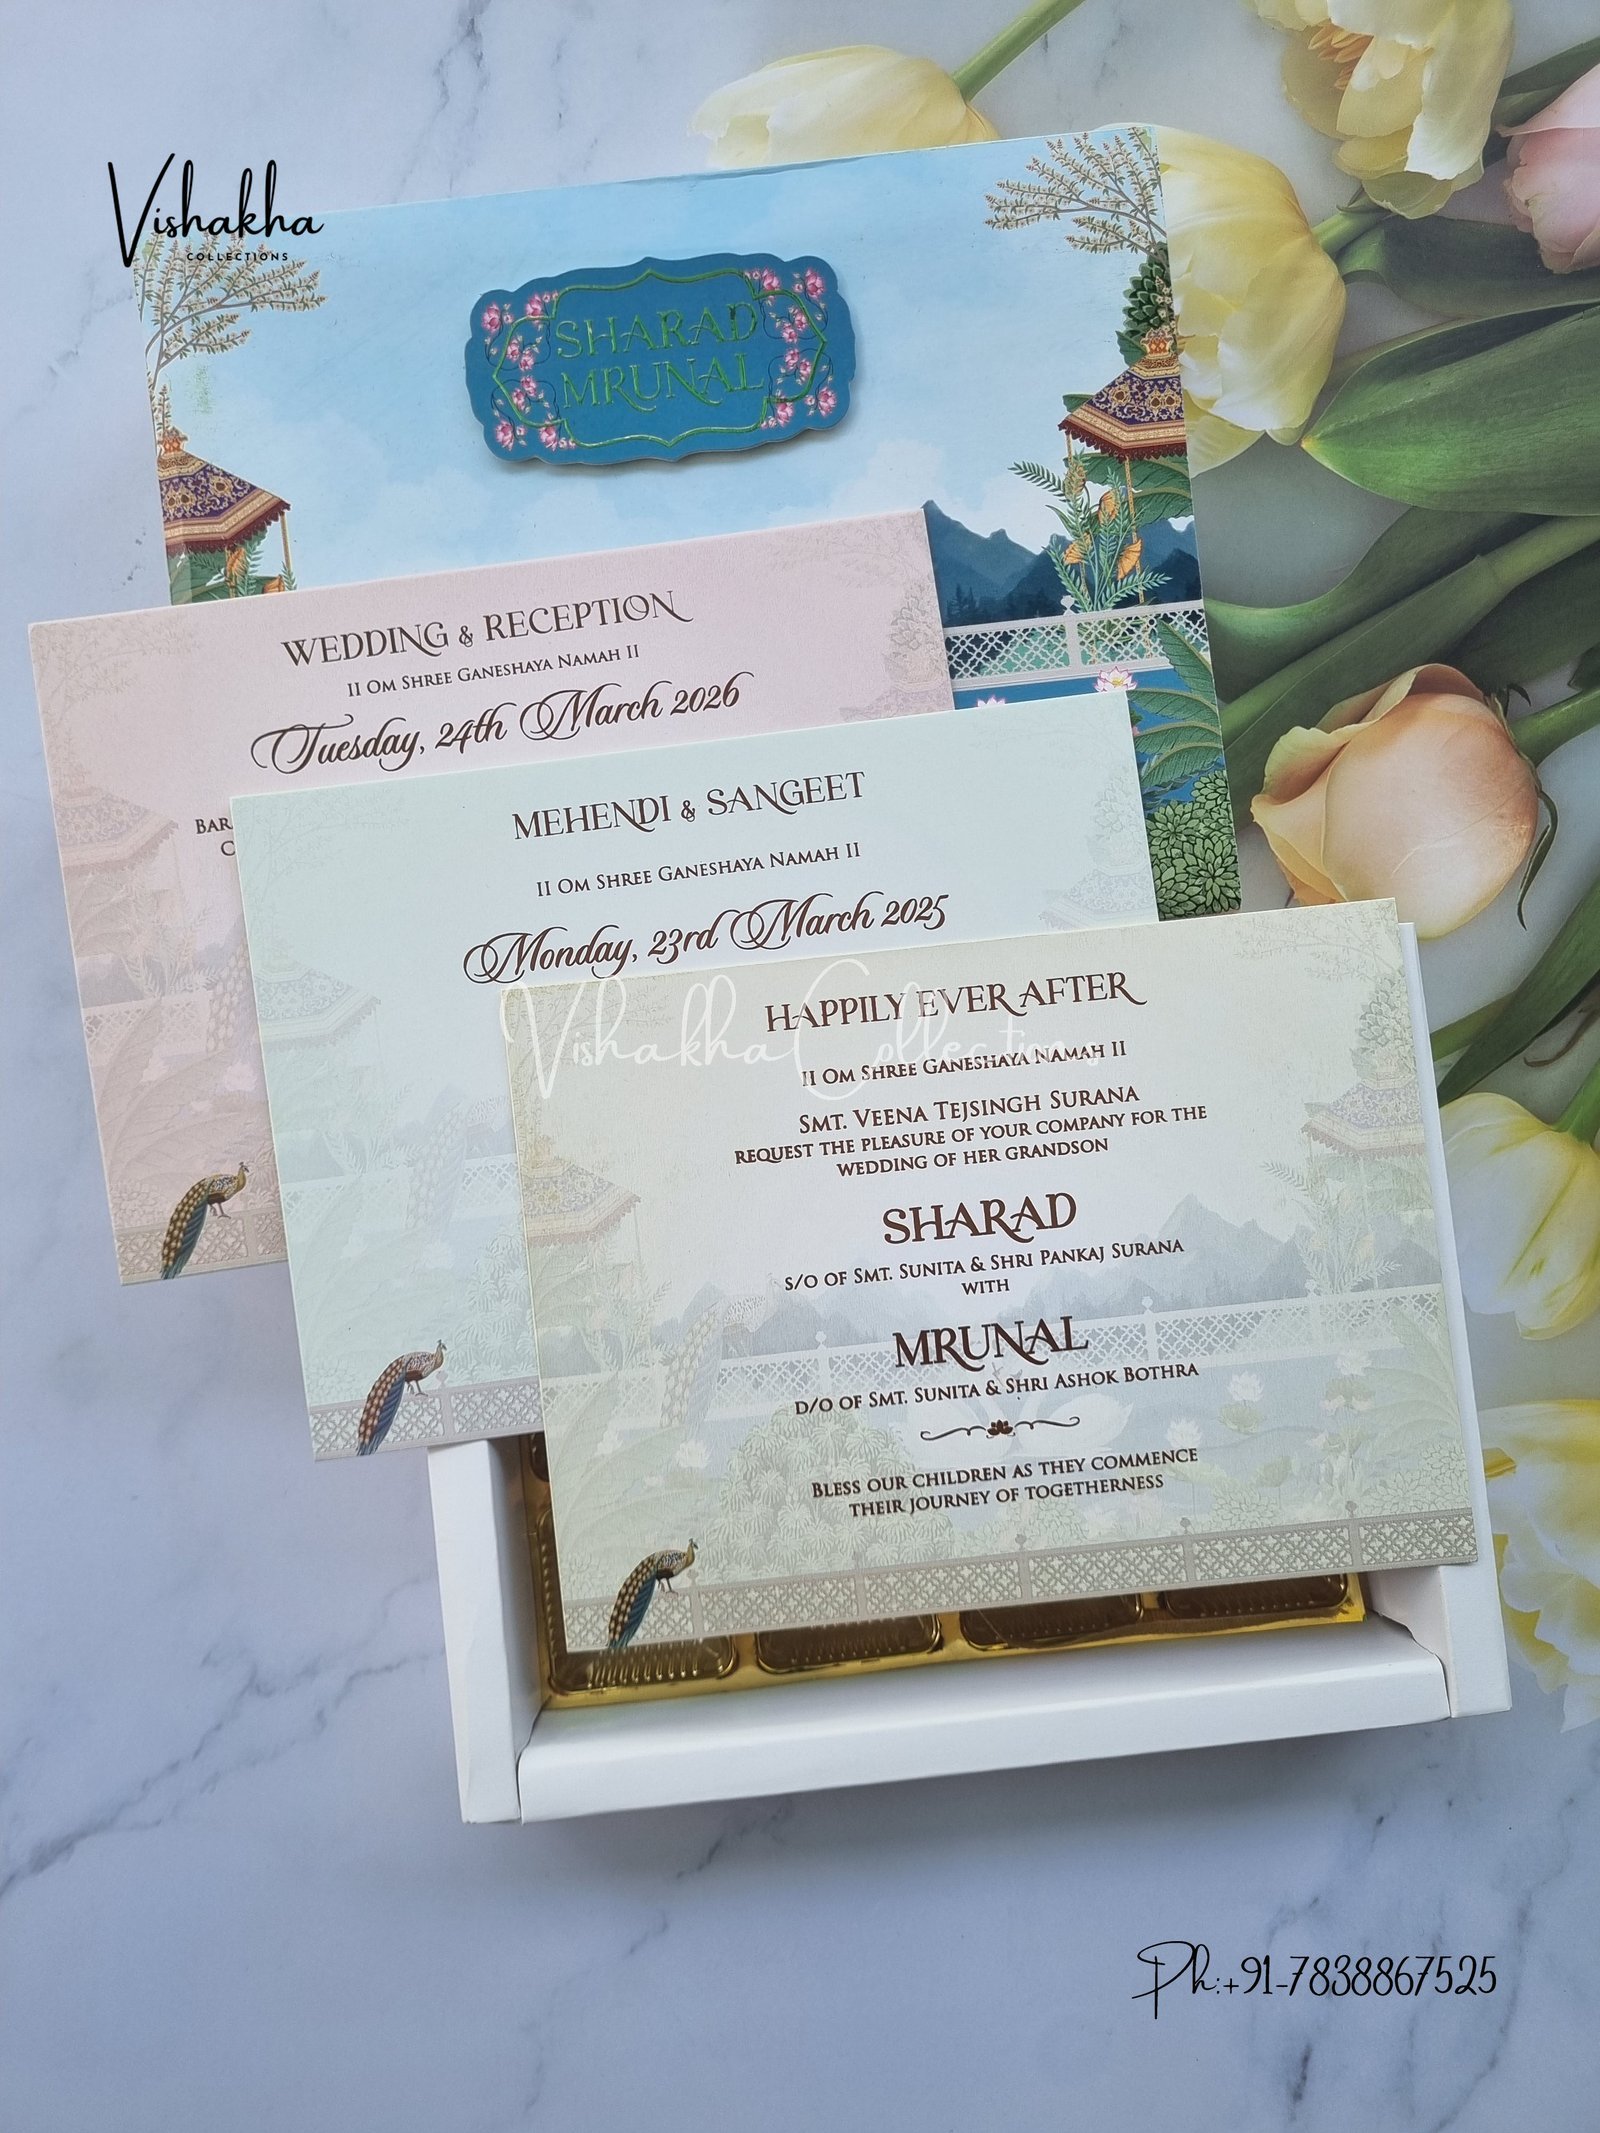 Vishakha
COLLECTIONS
SHARAD
MRUNAL
WEDDING & RECEPTION
II OM SHREE GANESHAYA NAMAH II
Tuesday, 24th March 2026
BAR
C
MEHENDI & SANGEET
II OM SHREE GANESHAYA NAMAH II
Monday, 23rd March 2025
HAPPILY EVER AFTER
Vishakha Collections
II OM SHREE GANESHAYA NAMAH II
SMT. VEENA TEJSINGH SURANA
REQUEST THE PLEASURE OF YOUR COMPANY FOR THE
WEDDING OF HER GRANDSON
SHARAD
S/O OF SMT. SUNITA & SHRI PANKAJ SURANA
WITH
MRUNAL
D/O OF SMT. SUNITA & SHRI ASHOK BOTHRA
BLESS OUR CHILDREN AS THEY COMMENCE
THEIR JOURNEY OF TOGETHERNESS
Ph:+91-7838867525